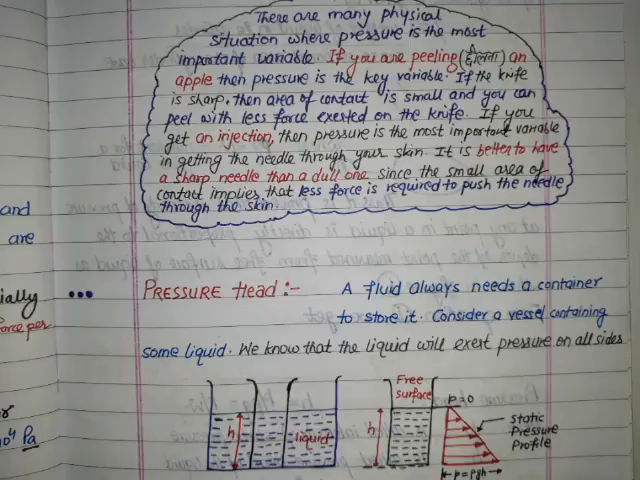 There are many physical
situation where pressure is the most
important variable. If you are peeling (छीलना) an
apple then pressure is the key variable. If the knife
is sharp, then area of contact is small and you can
peel with less force exerted on the knife. If you
get an injection, then pressure is the most important variable
in getting the needle through your skin. It is better to have
a sharp needle than a dull one since the small area of
contact implies that less force is required to push the needle
through the skin.
and
are
ially
force per
10⁴ Pa
PRESSURE Head :- A fluid always needs a container
to store it. Consider a vessel containing
some liquid. We know that the liquid will exert pressure on all sides
h
liquid
Free
surface
h
p=0
Static
Pressure
Profile
p=ρgh